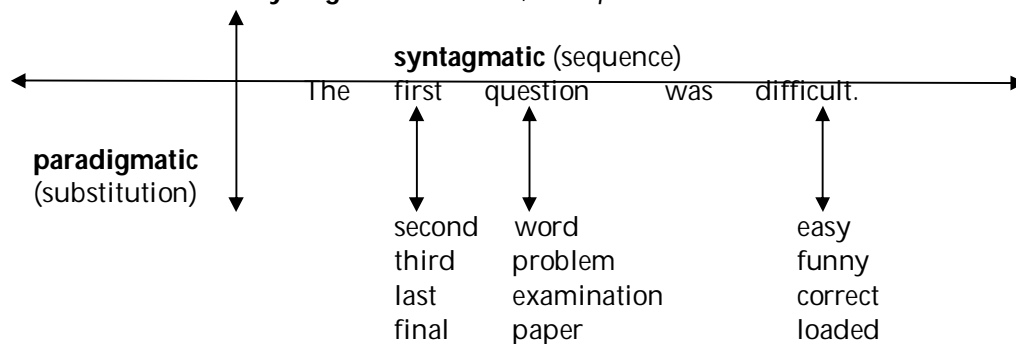 syntagmatic (sequence)
The first question was difficult.
paradigmatic
(substitution)
second word easy
third problem funny
last examination correct
final paper loaded